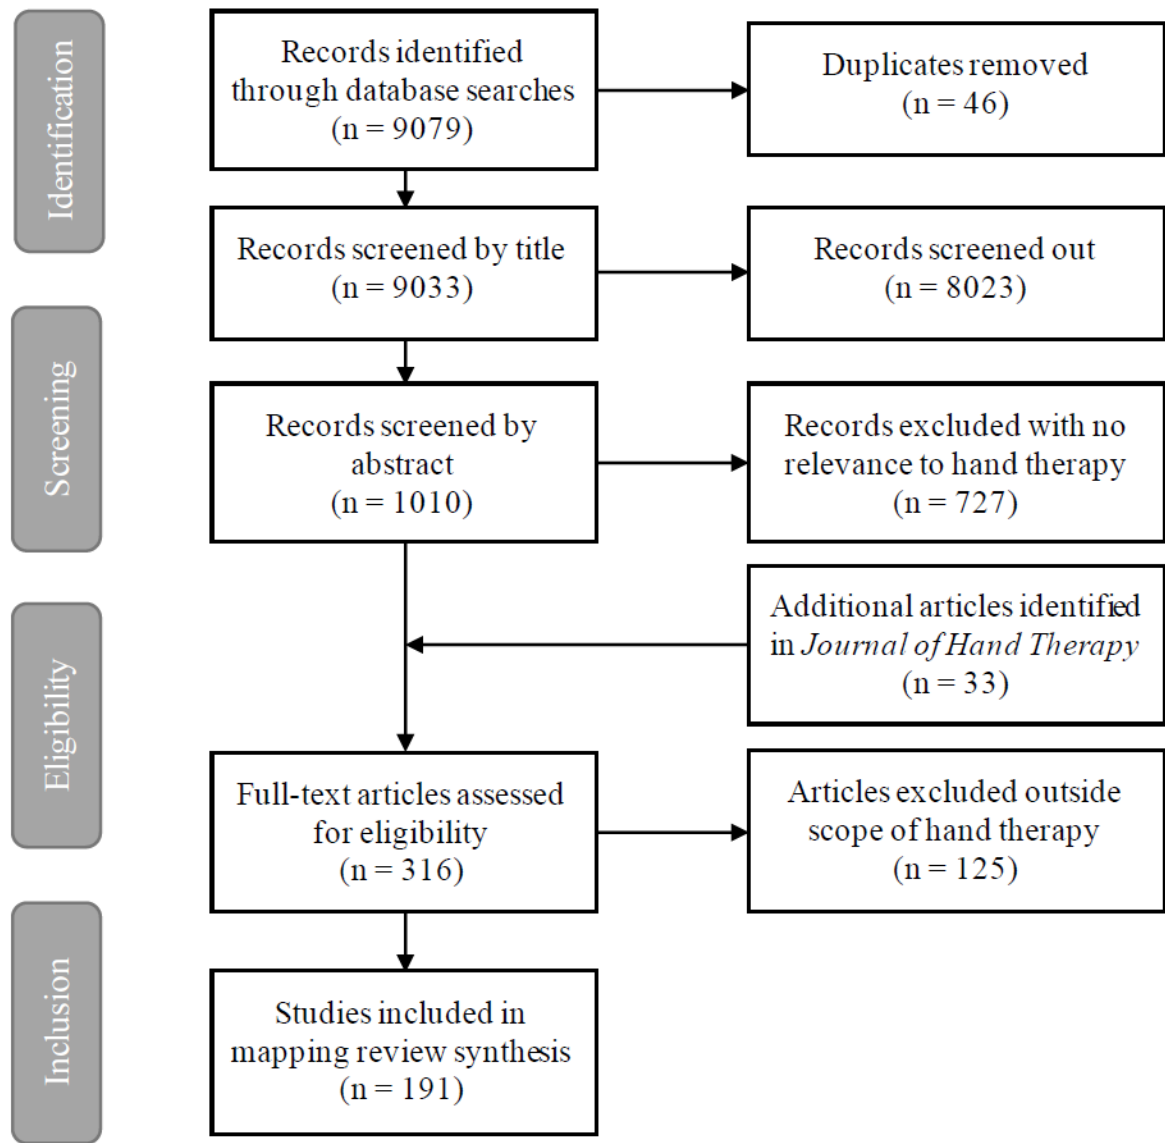 Identification
Records identified
through database searches
(n = 9079)
Duplicates removed
(n = 46)
Records screened by title
(n = 9033)
Records screened out
(n = 8023)
Screening
Records screened by
abstract
(n = 1010)
Records excluded with no
relevance to hand therapy
(n = 727)
Additional articles identified
in Journal of Hand Therapy
(n = 33)
Eligibility
Full-text articles assessed
for eligibility
(n = 316)
Articles excluded outside
scope of hand therapy
(n = 125)
Inclusion
Studies included in
mapping review synthesis
(n = 191)